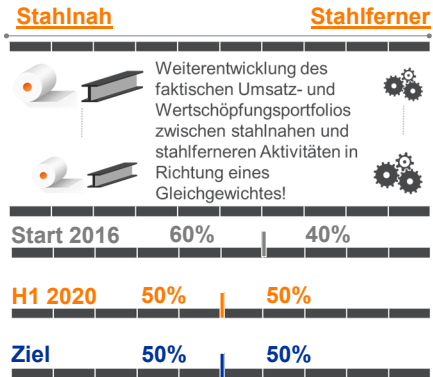 Stahlnah Stahlferner
Weiterentwicklung des
faktischen Umsatz- und
Wertschöpfungsportfolios
zwischen stahlnahen und
stahlferneren Aktivitäten in
Richtung eines
Gleichgewichtes!
Start 2016 60% 40%
H1 2020 50% 50%
Ziel 50% 50%